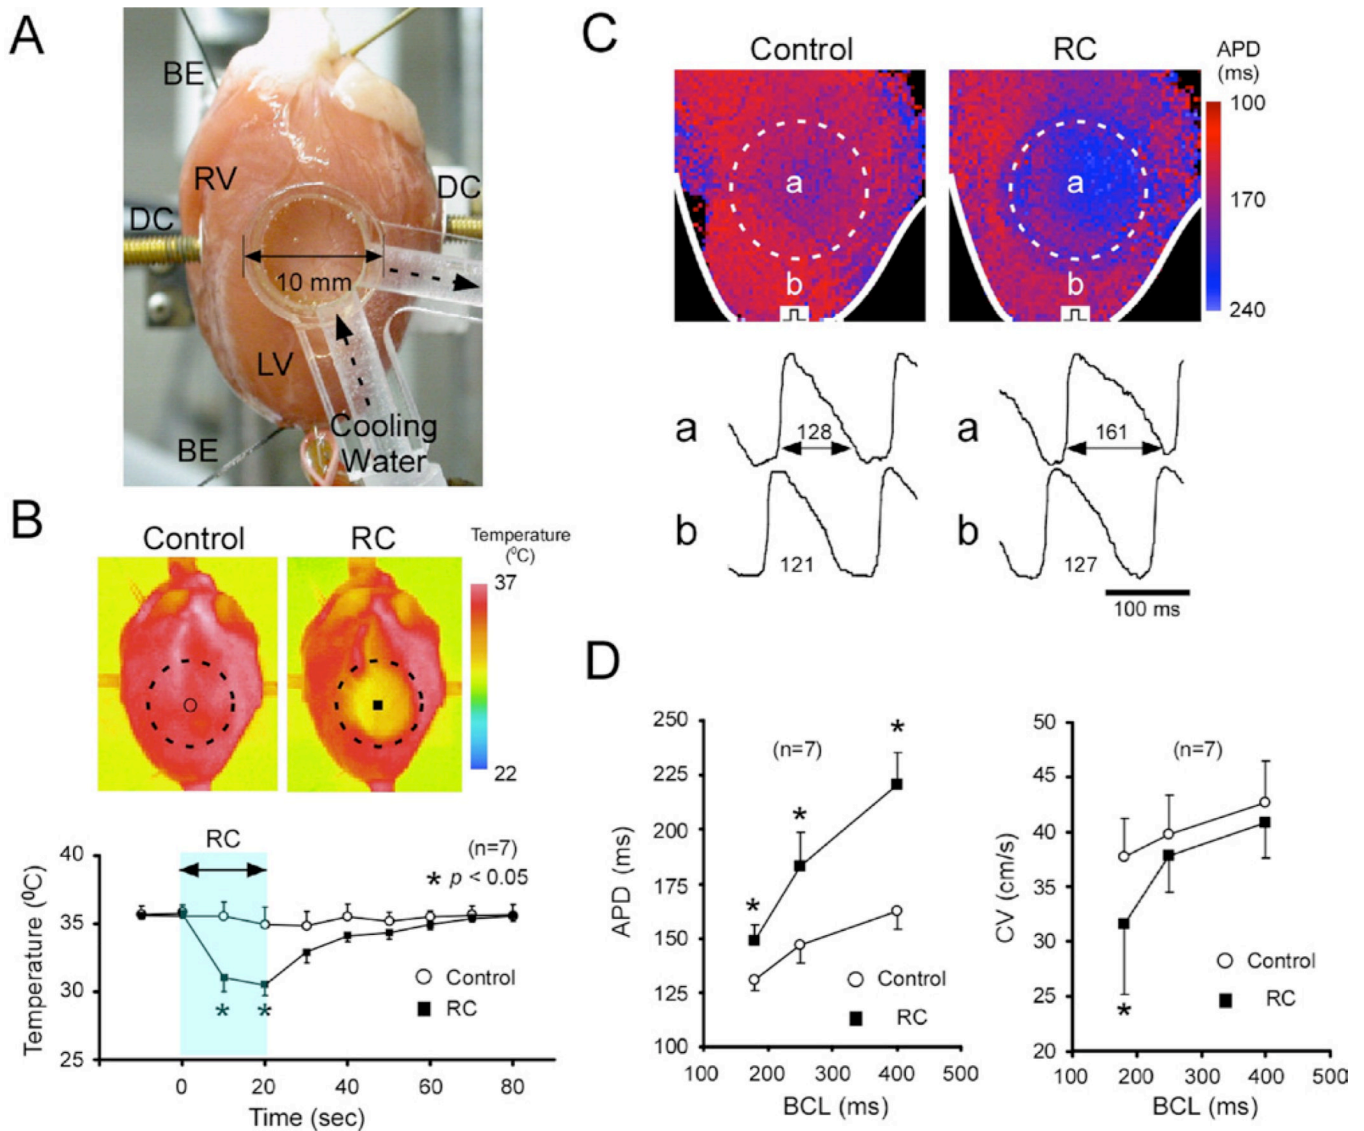 A
BE
RV
DC
DC
10 mm
LV
Cooling
Water
BE
B
Control
RC
Temperature
(⁰C)
37
22
RC
(n=7)
* p < 0.05
40
35
30
25
Temperature (⁰C)
Control
RC
* *
0 20 40 60 80
Time (sec)
C
Control
RC
APD
(ms)
100
170
240
a
b
a
b
a
128
a
161
b
121
b
127
100 ms
D
250
225
200
175
150
125
100
APD (ms)
(n=7)
* * *
Control
RC
100 200 300 400 500
BCL (ms)
50
45
40
35
30
25
20
CV (cm/s)
(n=7)
Control
RC
*
100 200 300 400 500
BCL (ms)